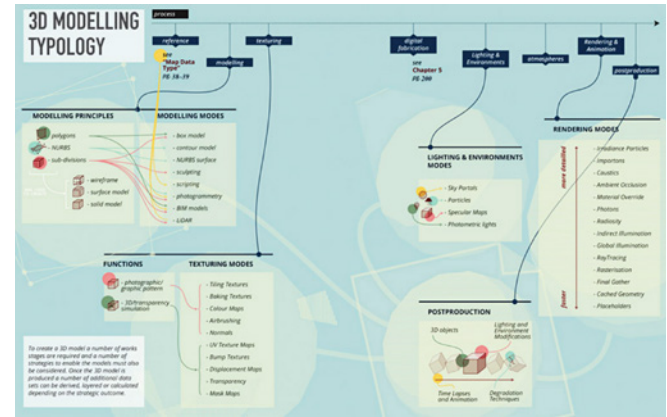 3D MODELLING
TYPOLOGY
process
reference
see
"Map Data
Type"
PG 38-39
modelling
texturing
digital
fabrication
see
Chapter 5
PG 200
Lighting &
Environments
atmospheres
Rendering &
Animation
postproduction
MODELLING PRINCIPLES
polygons
- NURBS
- sub-divisions
- wireframe
- surface model
- solid model
MODELLING MODES
- box model
- contour model
- NURBS surface
- sculpting
- scripting
- photogrammetry
- BIM models
- LiDAR
LIGHTING & ENVIRONMENTS
MODES
- Sky Portals
- Particles
- Specular Maps
- Photometric lights
RENDERING MODES
more detailled
faster
- Irradiance Particles
- Importons
- Caustics
- Ambient Occlusion
- Material Override
- Photons
- Radiosity
- Indirect Illumination
- Global Illumination
- RayTracing
- Rasterisation
- Final Gather
- Cached Geometry
- Placeholders
FUNCTIONS
- photographic/
graphic pattern
- 3D/transparency
simulation
TEXTURING MODES
- Tiling Textures
- Baking Textures
- Colour Maps
- Airbrushing
- Normals
- UV Texture Maps
- Bump Textures
- Displacement Maps
- Transparency
- Mask Maps
POSTPRODUCTION
3D objects
Lighting and
Environment
Modifications
Time Lapses
and Animation
Degradation
Techniques
To create a 3D model a number of works
stages are required and a number of
strategies to enable the models must also
be considered. Once the 3D model is
produced a number of additional data
sets can be derived, layered or calculated
depending on the strategic outcome.